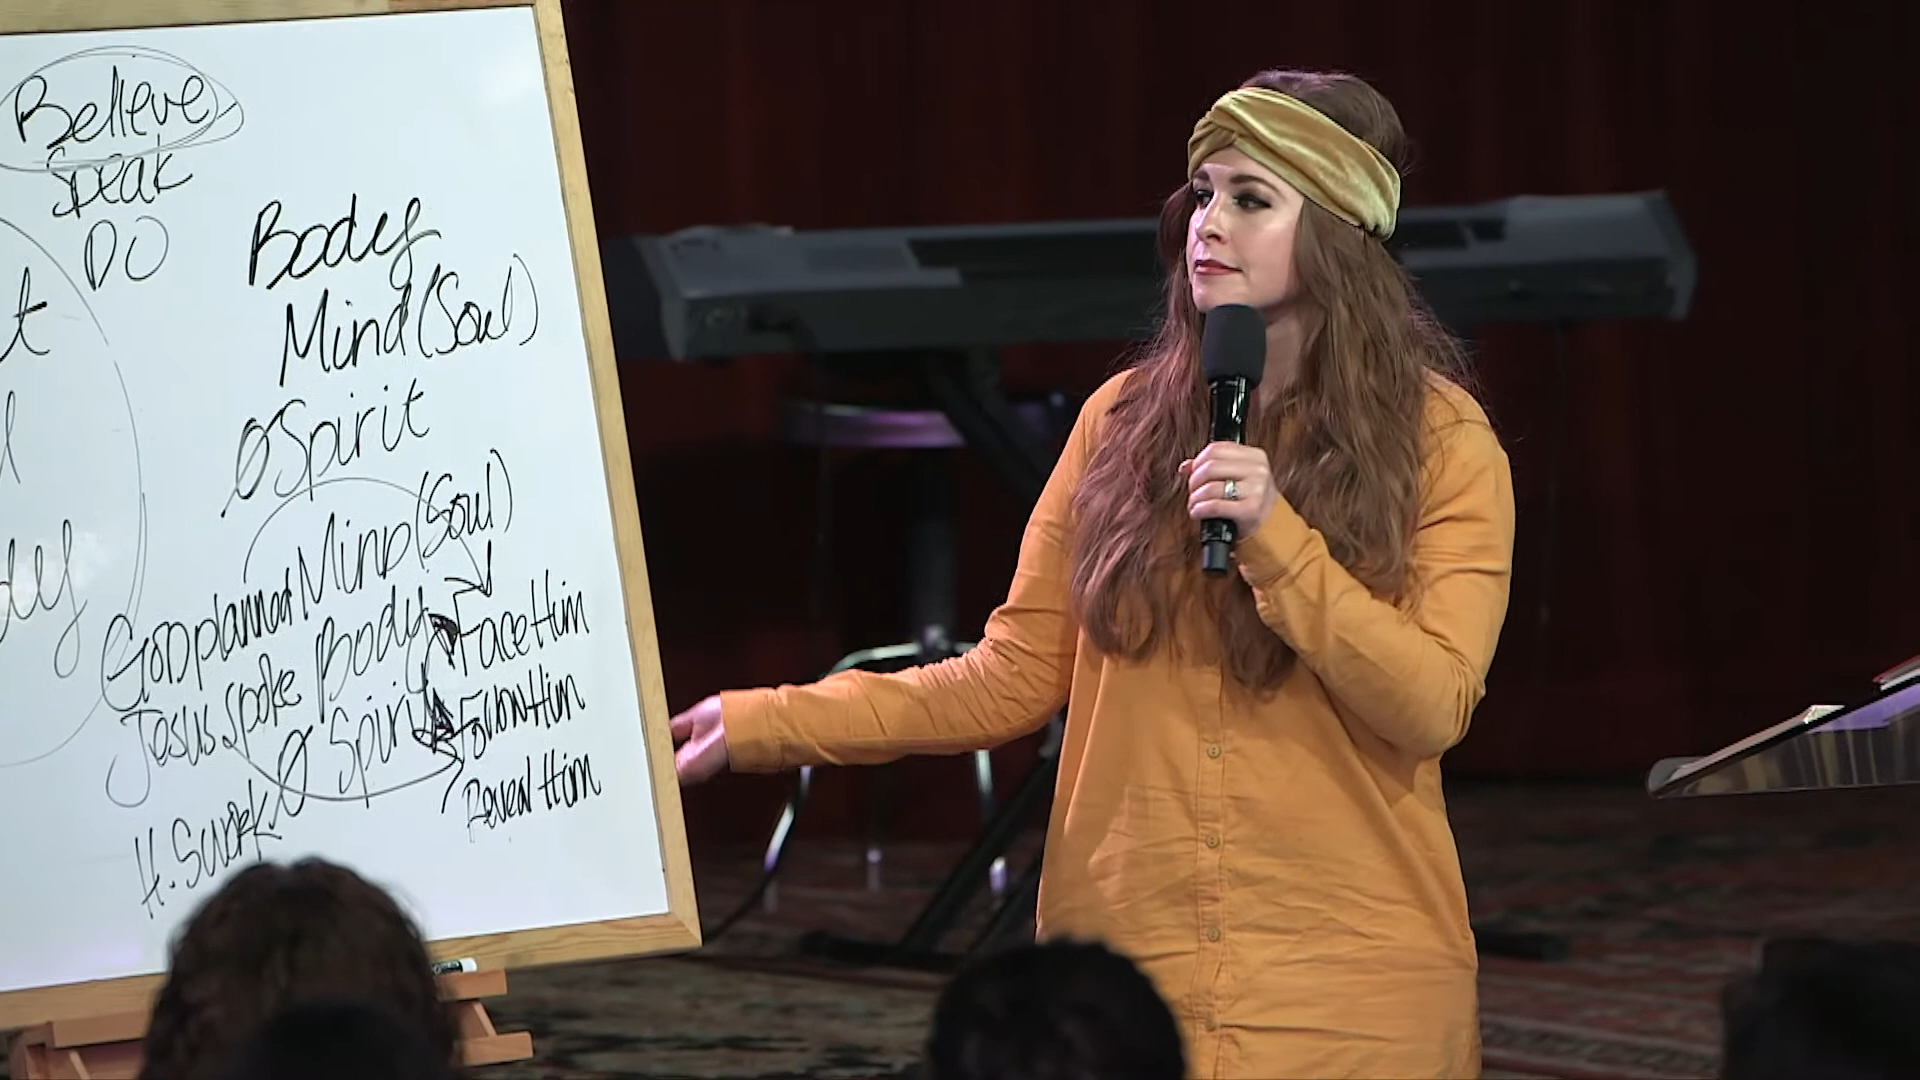 Believe
Speak
DO
Body
Mind (Soul)
Ø Spirit
God planned Mind (Soul)
Jesus spoke Body Face Him
H.S work Ø Spirit Follow Him
Reveal Him